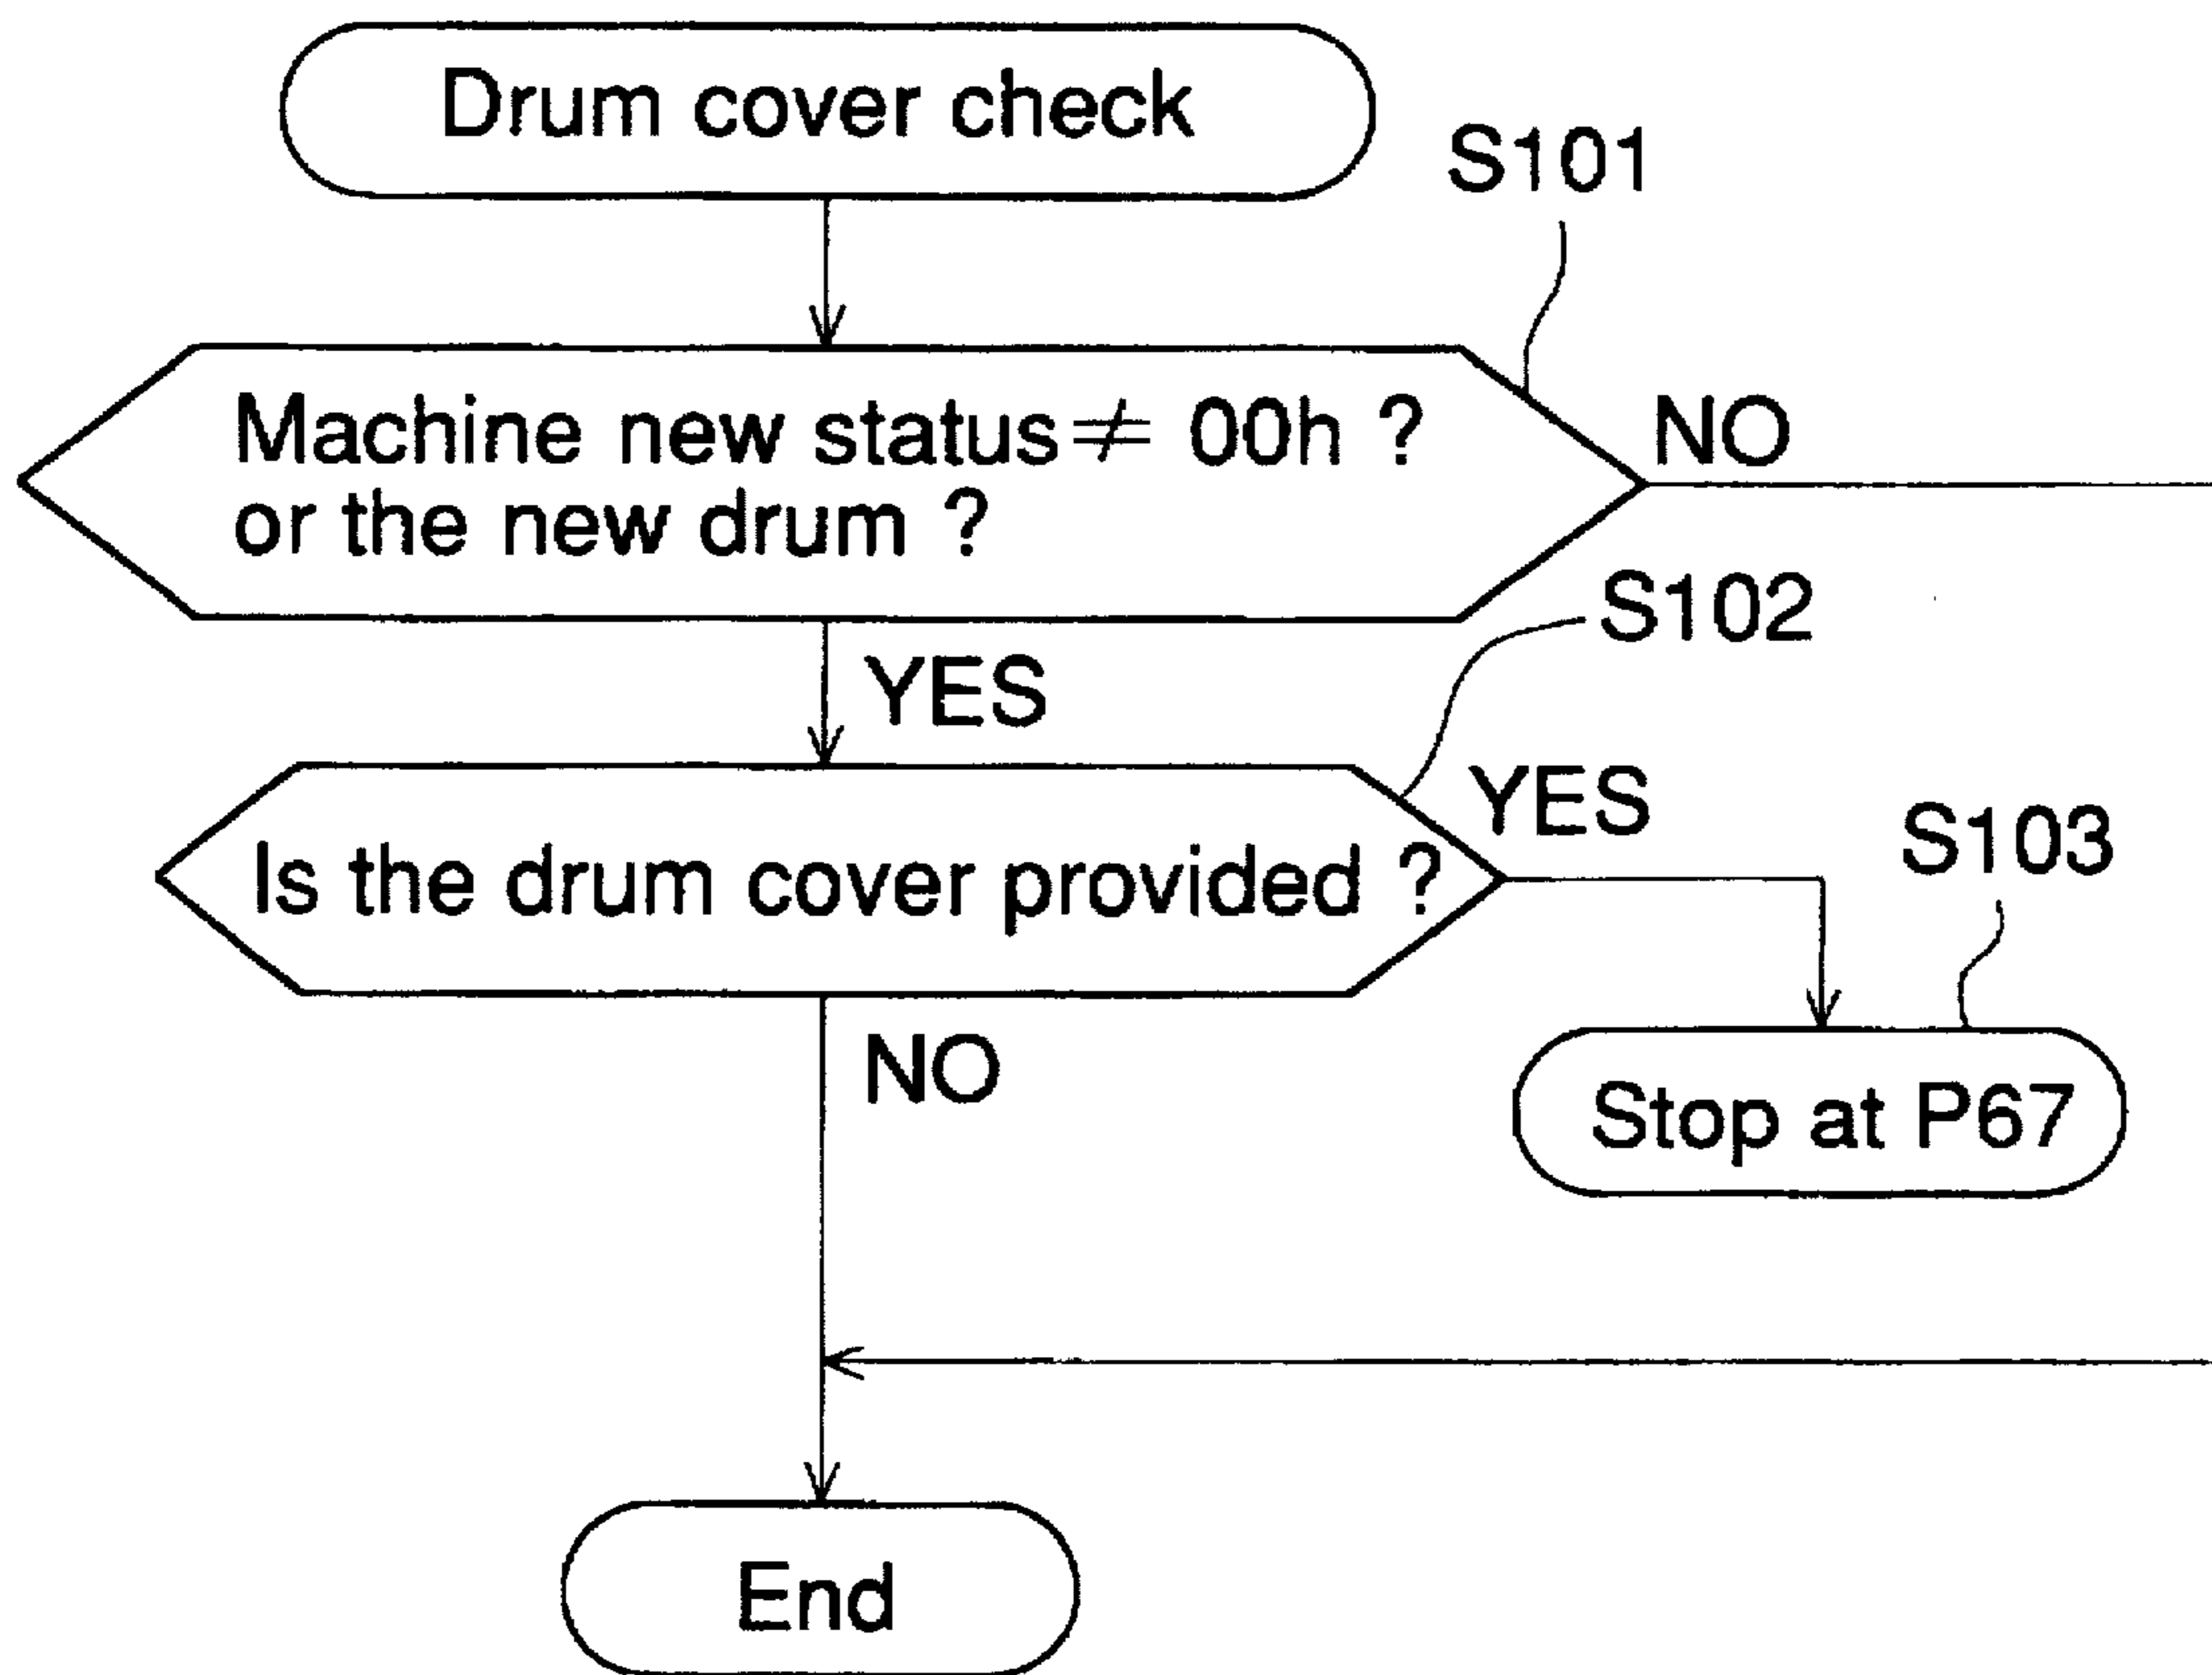 Drum cover check
S101
Machine new status ≠ 00h ?
or the new drum ?
NO
S102
YES
Is the drum cover provided ?
YES
S103
NO
Stop at P67
End